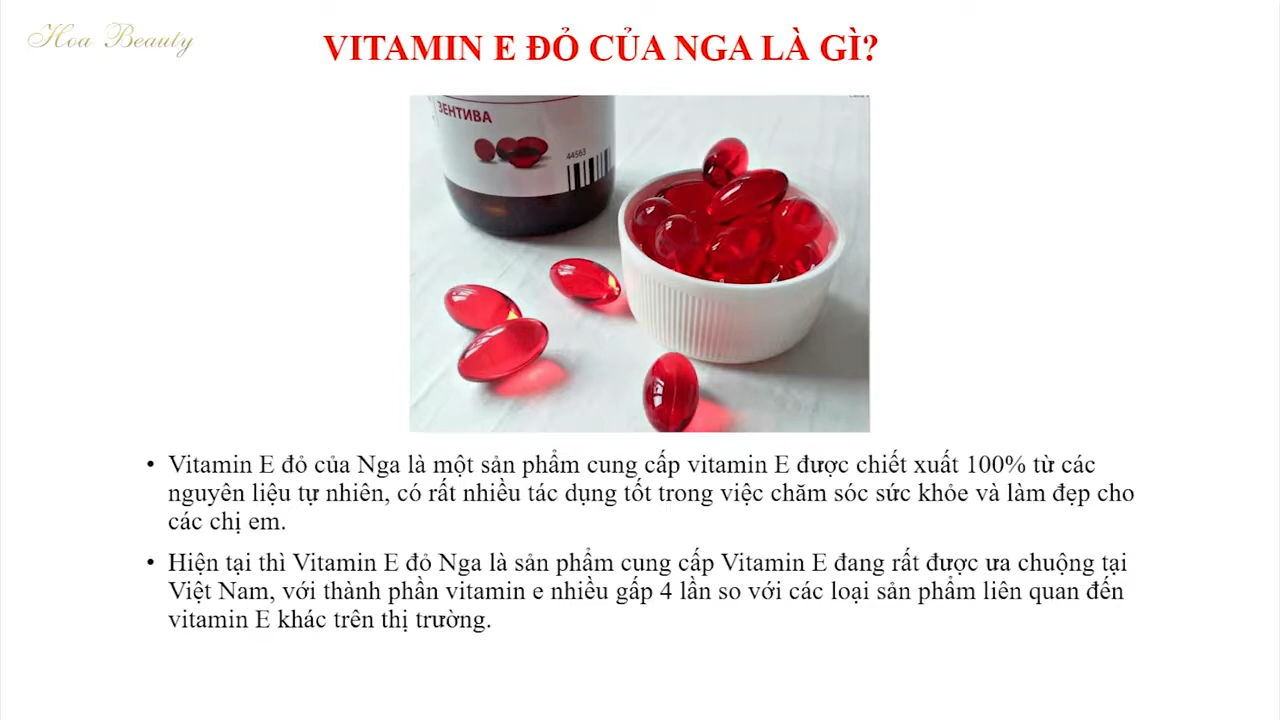 Hoa Beauty
VITAMIN E ĐỎ CỦA NGA LÀ GÌ?
ЗЕНТИВА
44563
• Vitamin E đỏ của Nga là một sản phẩm cung cấp vitamin E được chiết xuất 100% từ các
nguyên liệu tự nhiên, có rất nhiều tác dụng tốt trong việc chăm sóc sức khỏe và làm đẹp cho
các chị em.
• Hiện tại thì Vitamin E đỏ Nga là sản phẩm cung cấp Vitamin E đang rất được ưa chuộng tại
Việt Nam, với thành phần vitamin e nhiều gấp 4 lần so với các loại sản phẩm liên quan đến
vitamin E khác trên thị trường.